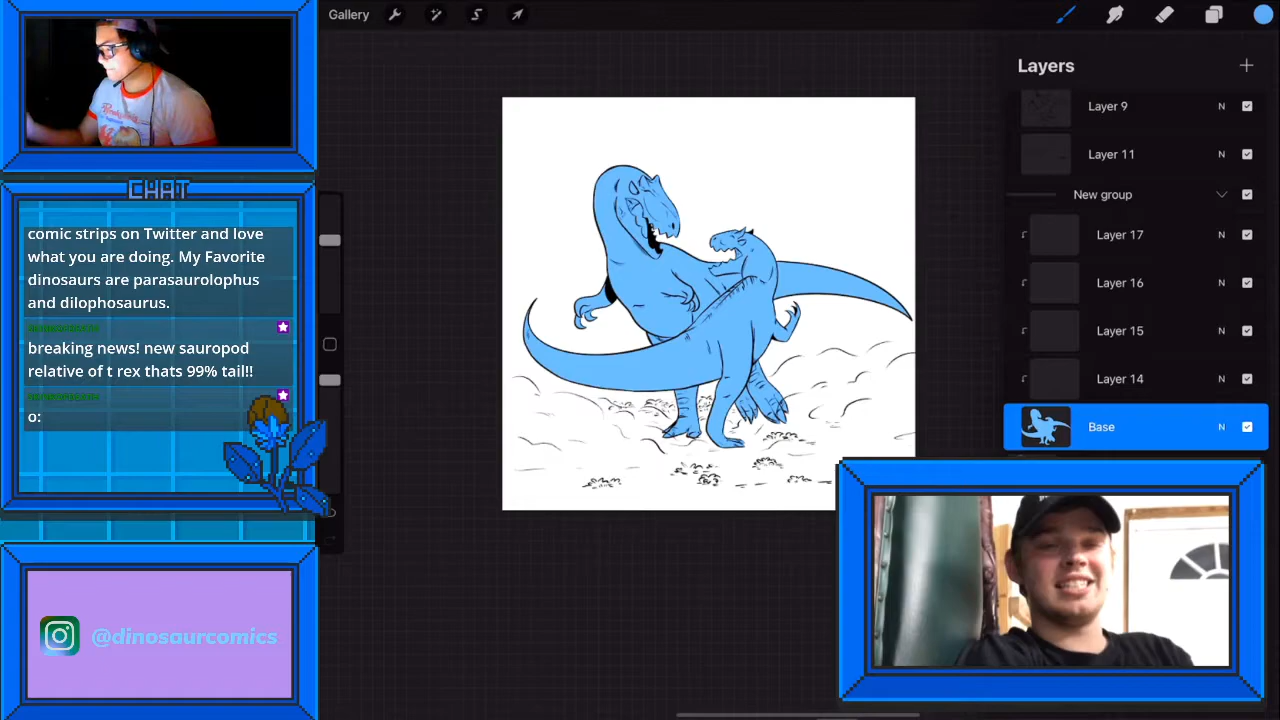 Gallery
Layers
Layer 9 N
Layer 11 N
New group
Layer 17 N
Layer 16 N
Layer 15 N
Layer 14 N
Base N
CHAT
comic strips on Twitter and love
what you are doing. My Favorite
dinosaurs are parasaurolophus
and dilophosaurus.
breaking news! new sauropod
relative of t rex thats 99% tail!!
o:
@dinosaurcomics